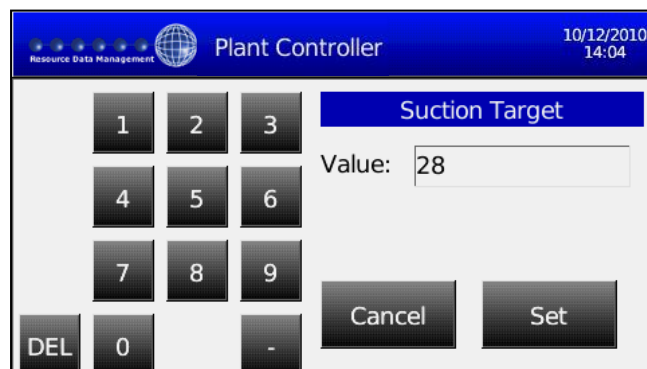 Resource Data Management
Plant Controller
10/12/2010
14:04
1 2 3
4 5 6
7 8 9
DEL 0 -
Suction Target
Value: 28
Cancel Set